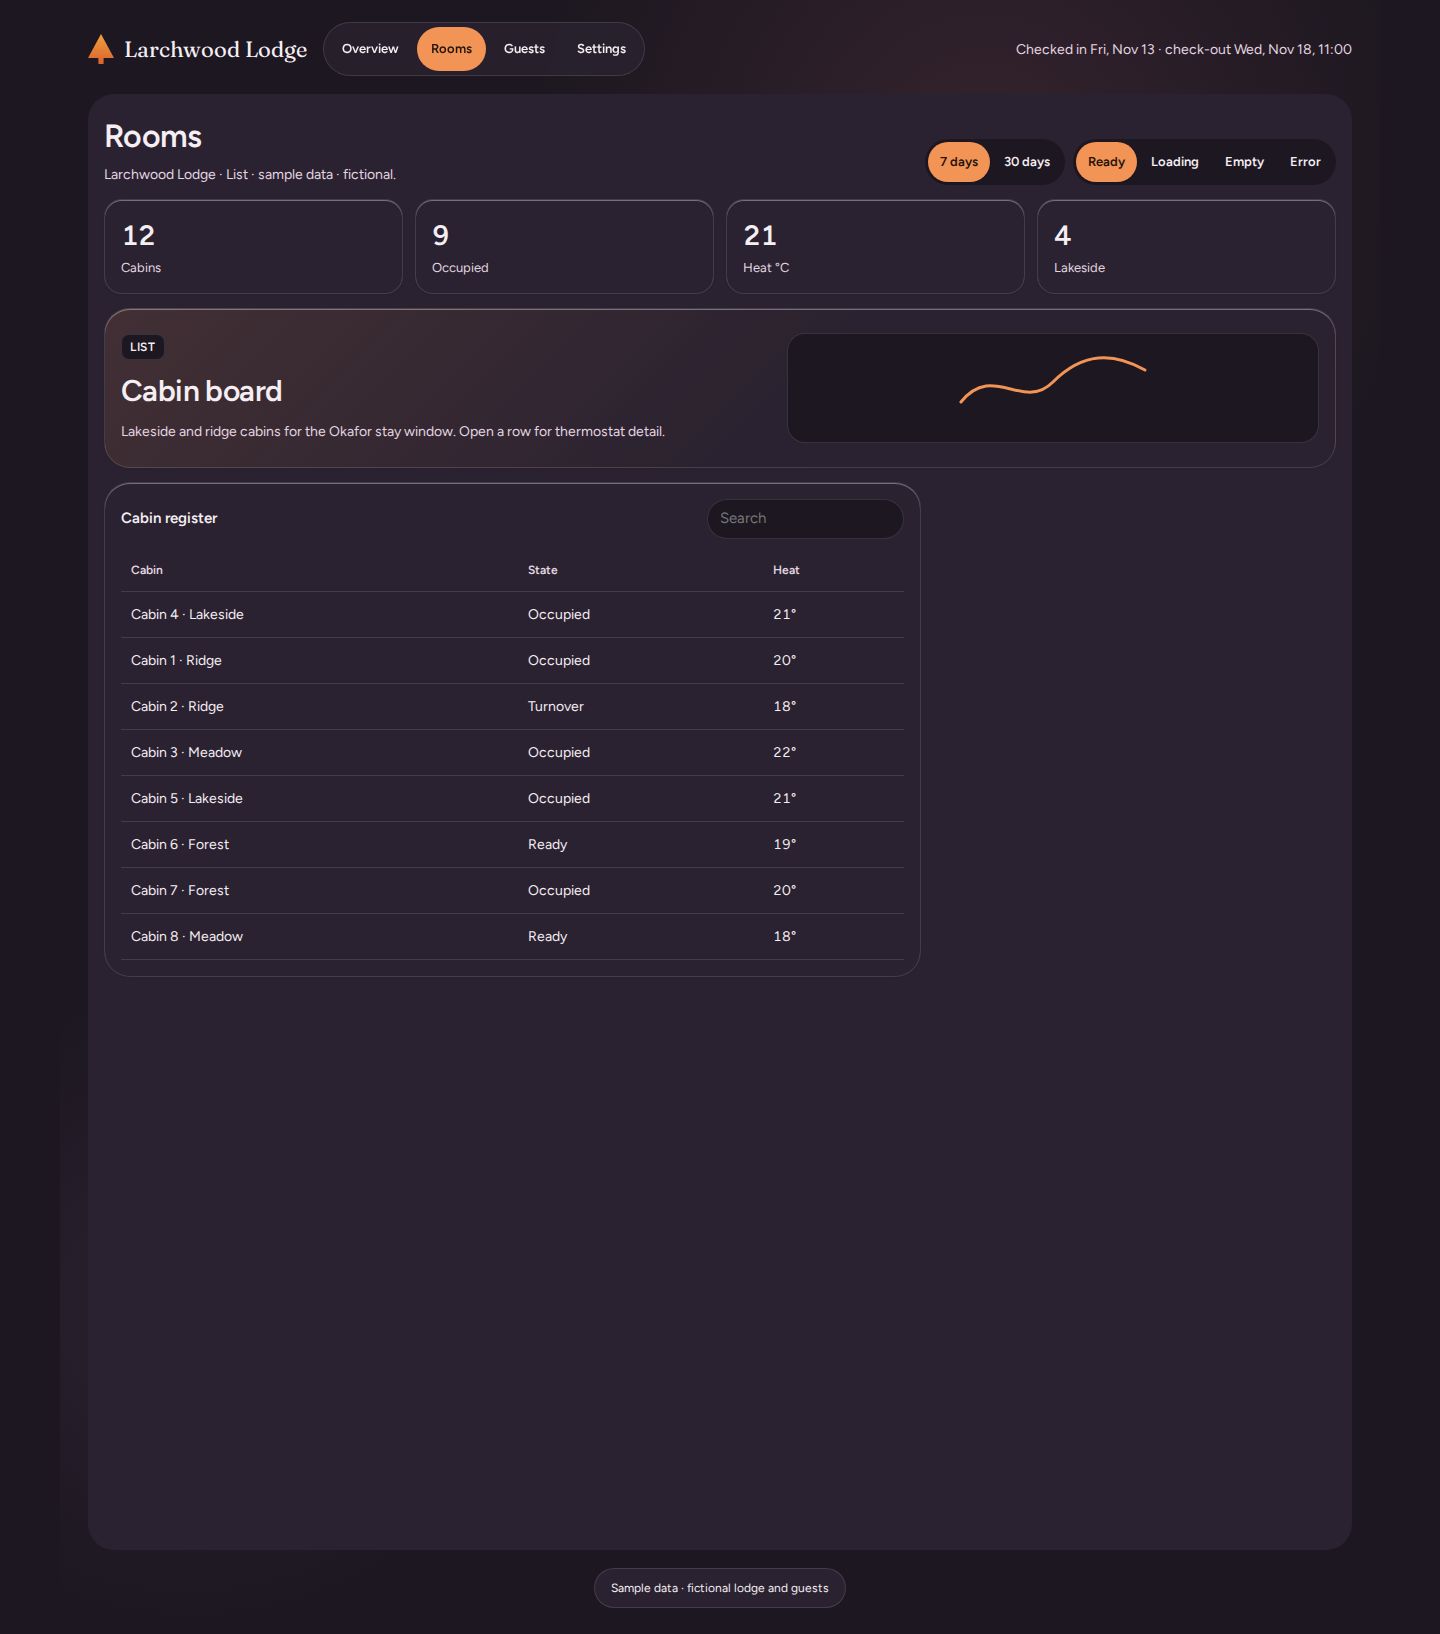 Larchwood Lodge
Overview
Rooms
Guests
Settings
Checked in Fri, Nov 13 · check-out Wed, Nov 18, 11:00
Rooms
Larchwood Lodge · List · sample data · fictional.
7 days
30 days
Ready
Loading
Empty
Error
12
Cabins
9
Occupied
21
Heat °C
4
Lakeside
LIST
Cabin board
Lakeside and ridge cabins for the Okafor stay window. Open a row for thermostat detail.
Cabin register
Search
Cabin State Heat
Cabin 4 · Lakeside Occupied 21°
Cabin 1 · Ridge Occupied 20°
Cabin 2 · Ridge Turnover 18°
Cabin 3 · Meadow Occupied 22°
Cabin 5 · Lakeside Occupied 21°
Cabin 6 · Forest Ready 19°
Cabin 7 · Forest Occupied 20°
Cabin 8 · Meadow Ready 18°
Sample data · fictional lodge and guests